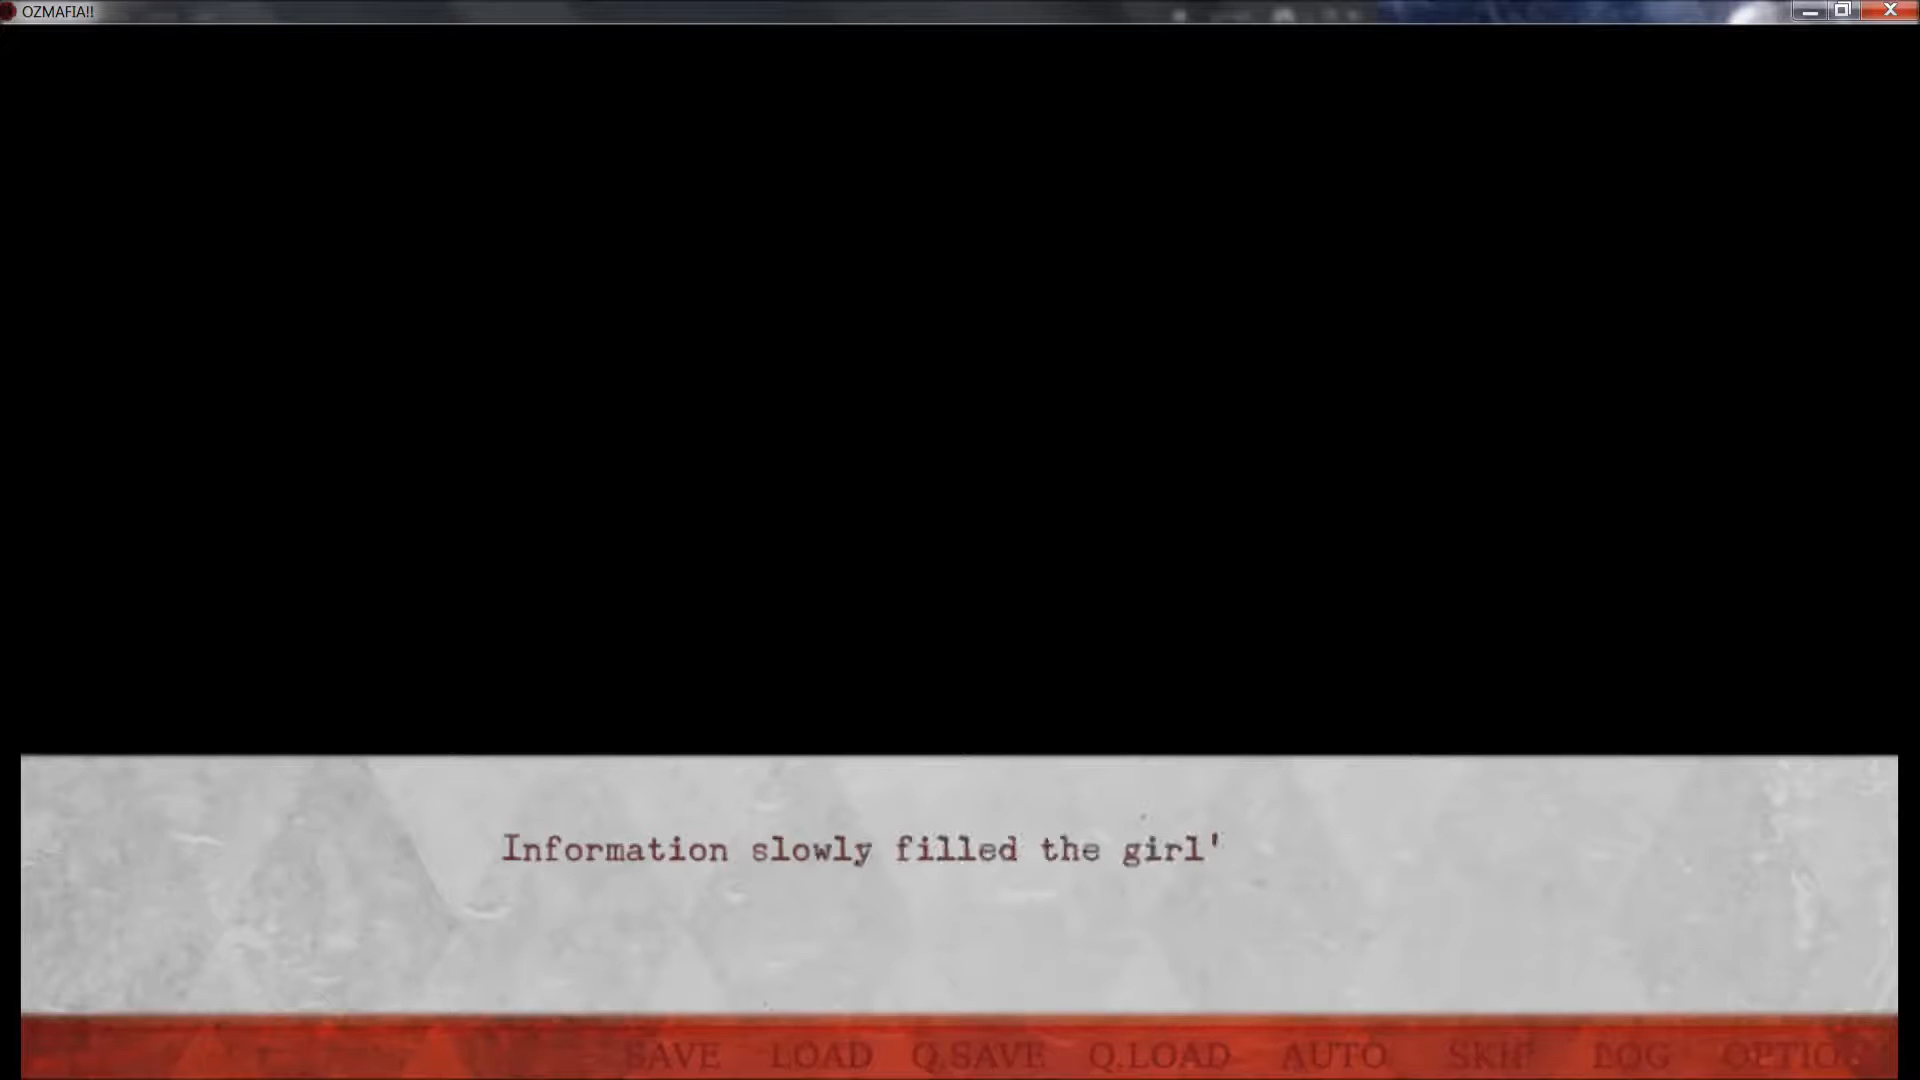 OZMAFIA!!
Information slowly filled the girl'
SAVE LOAD Q.SAVE Q.LOAD AUTO SKIP LOG OPTION